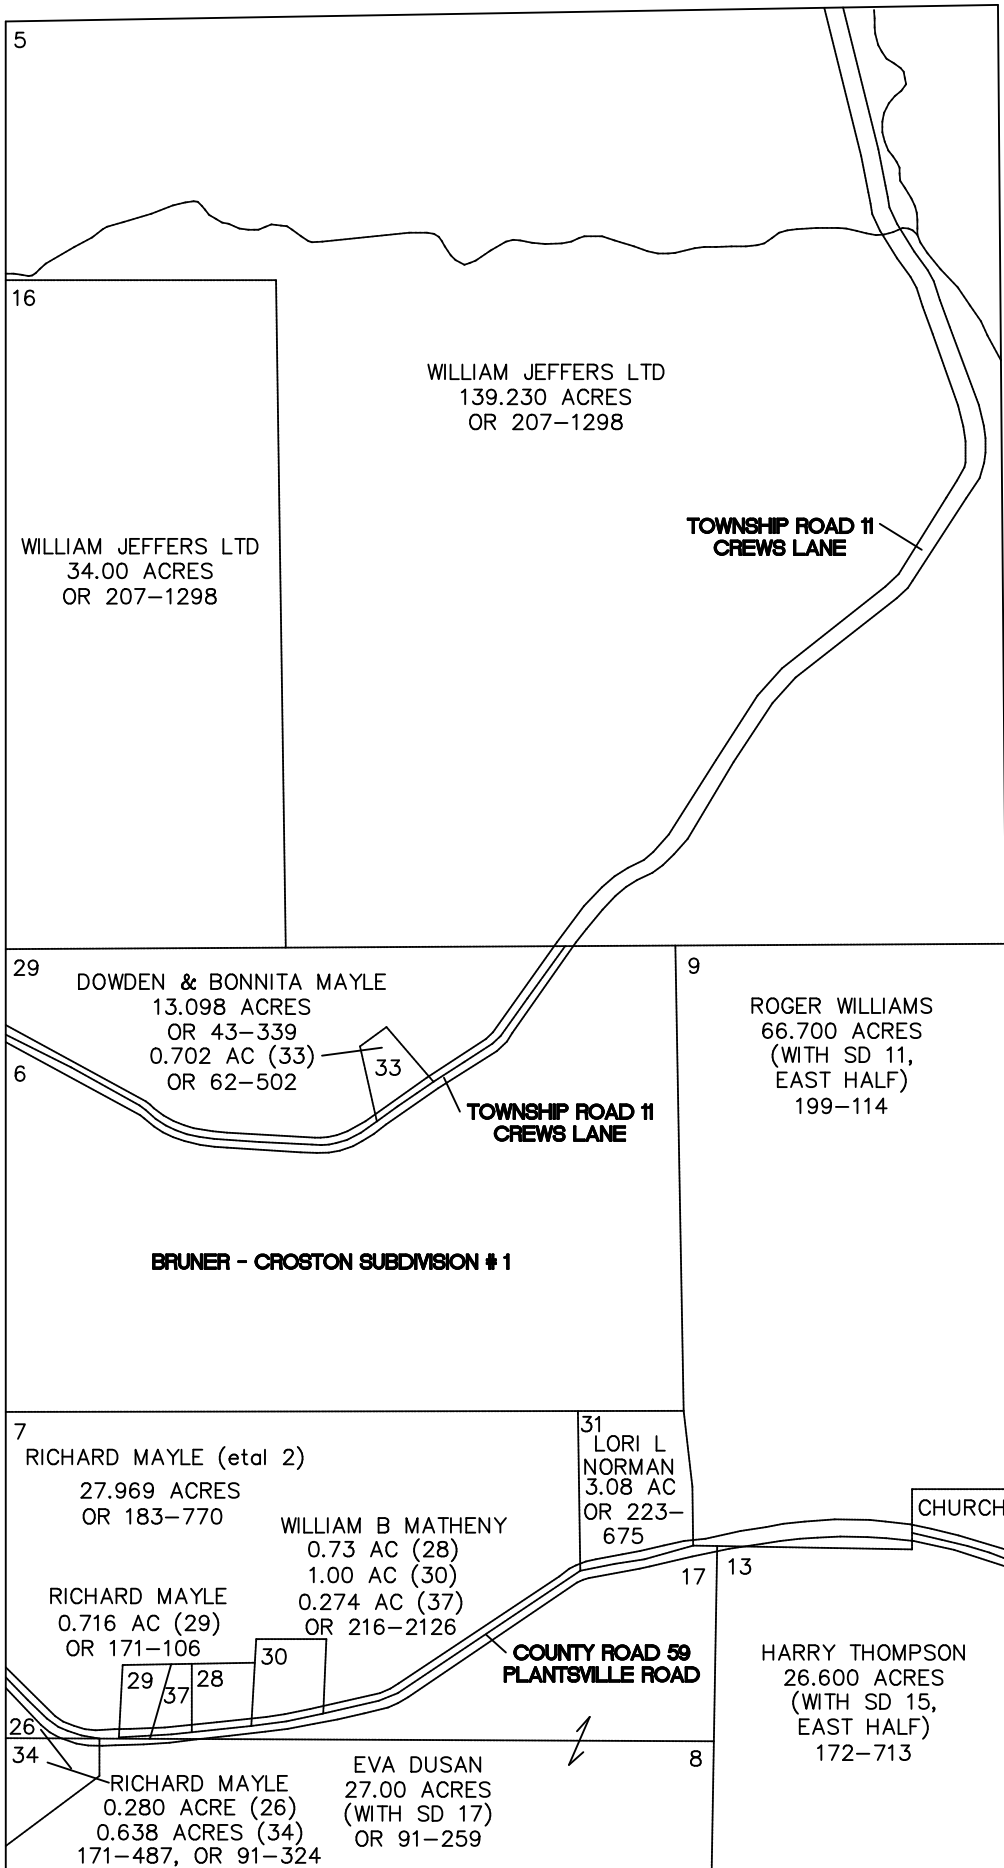 5
16
WILLIAM JEFFERS LTD
139.230 ACRES
OR 207-1298
TOWNSHIP ROAD 11
CREWS LANE
WILLIAM JEFFERS LTD
34.00 ACRES
OR 207-1298
29
DOWDEN & BONNITA MAYLE
13.098 ACRES
OR 43-339
0.702 AC (33)
OR 62-502
33
6
9
ROGER WILLIAMS
66.700 ACRES
(WITH SD 11,
EAST HALF)
199-114
TOWNSHIP ROAD 11
CREWS LANE
BRUNER - CROSTON SUBDIVISION # 1
7
RICHARD MAYLE (etal 2)
27.969 ACRES
OR 183-770
31
LORI L
NORMAN
3.08 AC
OR 223-
675
CHURCH
WILLIAM B MATHENY
0.73 AC (28)
1.00 AC (30)
0.274 AC (37)
OR 216-2126
17
13
RICHARD MAYLE
0.716 AC (29)
OR 171-106
29
37
28
30
COUNTY ROAD 59
PLANTSVILLE ROAD
HARRY THOMPSON
26.600 ACRES
(WITH SD 15,
EAST HALF)
172-713
26
34
RICHARD MAYLE
0.280 ACRE (26)
0.638 ACRES (34)
171-487, OR 91-324
EVA DUSAN
27.00 ACRES
(WITH SD 17)
OR 91-259
8